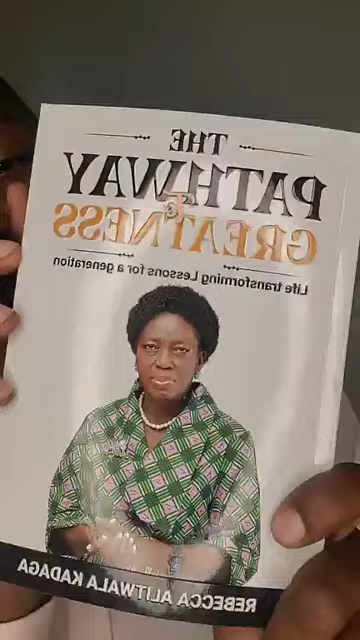 THE
PATHWAY
to
GREATNESS
Life transforming Lessons for a generation
REBECCA ALITWALA KADAGA